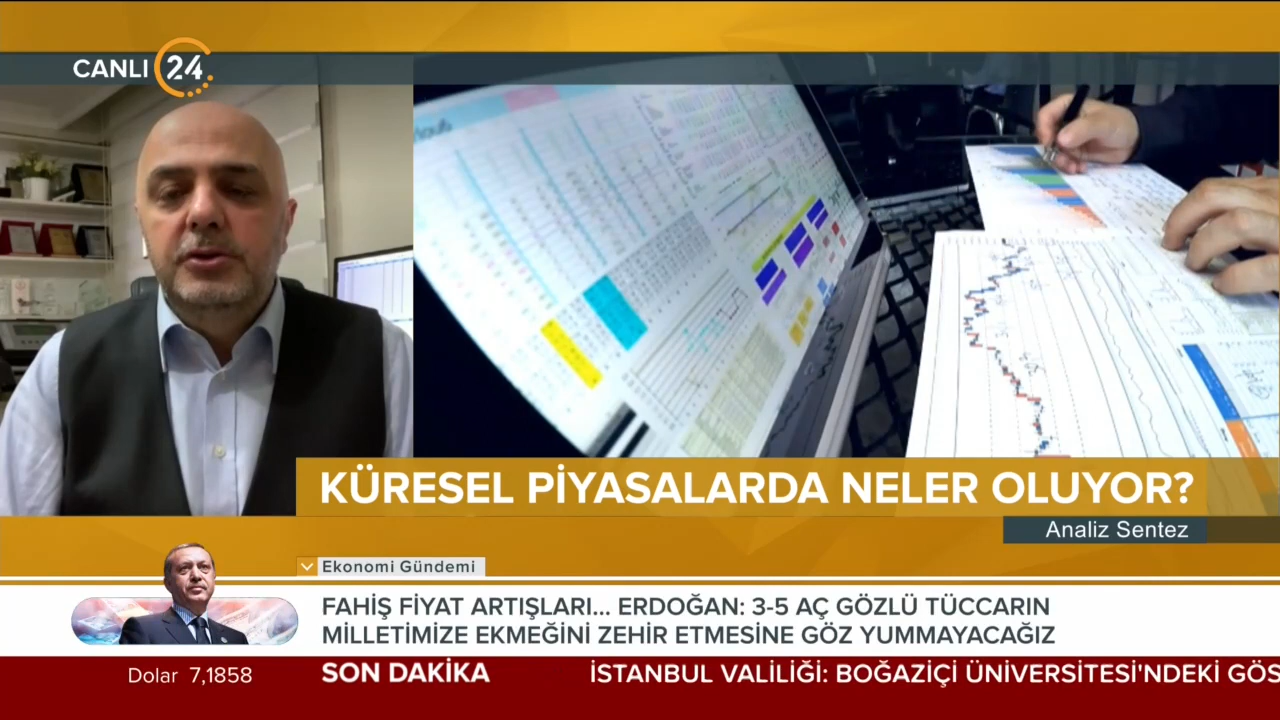 CANLI 24
KÜRESEL PİYASALARDA NELER OLUYOR?
Analiz Sentez
Ekonomi Gündemi
FAHİŞ FİYAT ARTIŞLARI... ERDOĞAN: 3-5 AÇ GÖZLÜ TÜCCARIN
MİLLETİMİZE EKMEĞİNİ ZEHİR ETMESİNE GÖZ YUMMAYACAĞIZ
Dolar 7,1858
SON DAKİKA
İSTANBUL VALİLİĞİ: BOĞAZİÇİ ÜNİVERSİTESİ'NDEKİ GÖS